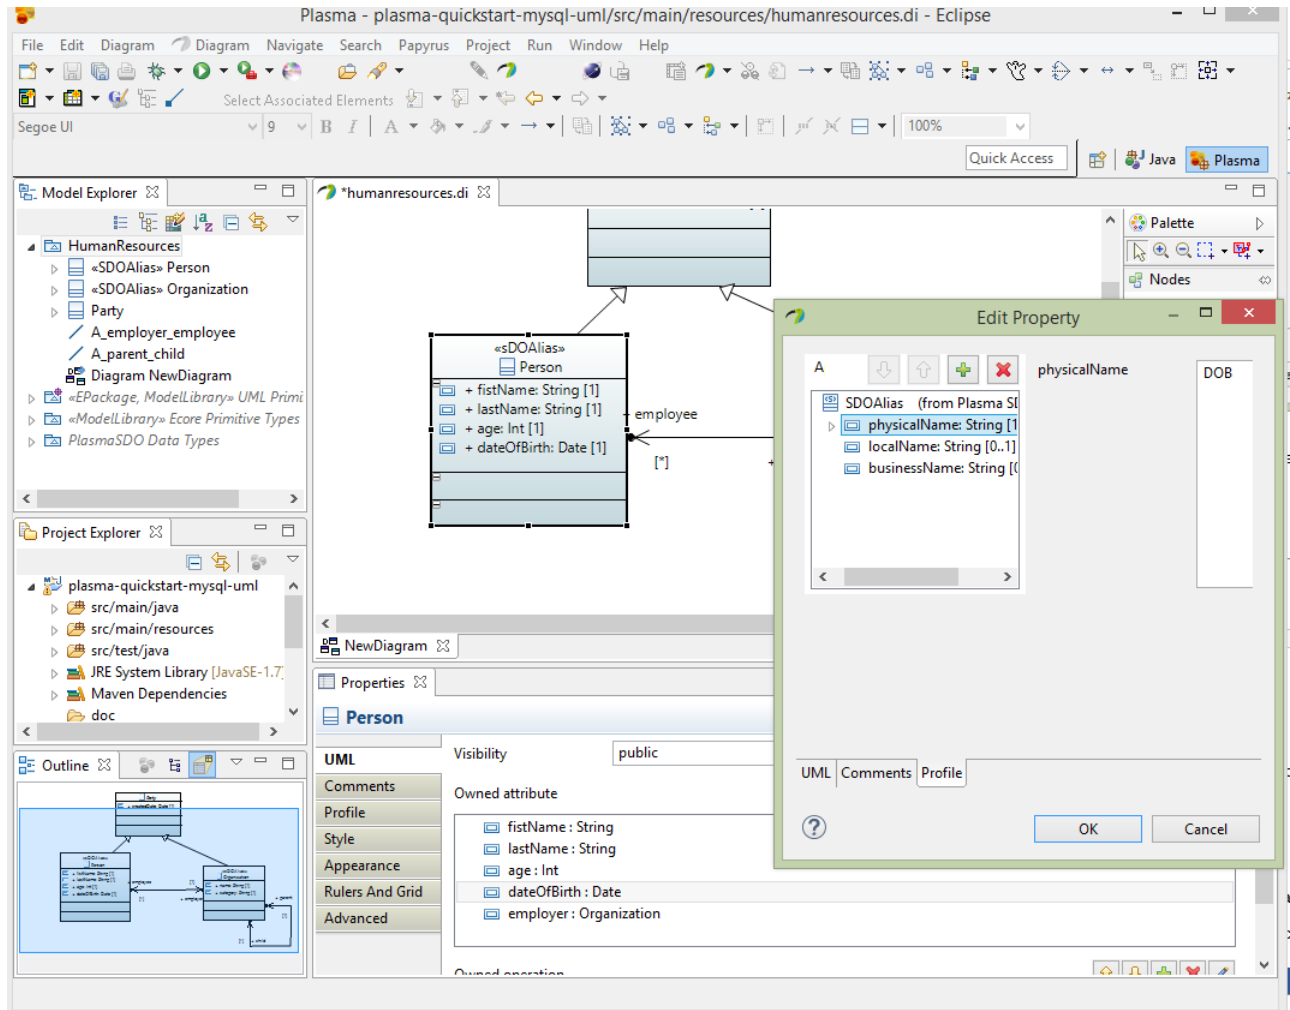 Plasma - plasma-quickstart-mysql-uml/src/main/resources/humanresources.di - Eclipse
File Edit Diagram Diagram Navigate Search Papyrus Project Run Window Help
Select Associated Elements
Segoe UI 9 B I A 100%
Quick Access Java Plasma
Model Explorer
HumanResources
«SDOAlias» Person
«SDOAlias» Organization
Party
A_employer_employee
A_parent_child
Diagram NewDiagram
«EPackage, ModelLibrary» UML Primi
«ModelLibrary» Ecore Primitive Types
PlasmaSDO Data Types
Project Explorer
plasma-quickstart-mysql-uml
src/main/java
src/main/resources
src/test/java
JRE System Library [JavaSE-1.7]
Maven Dependencies
doc
Outline
*humanresources.di
«sDOAlias»
Person
+ fistName: String [1]
+ lastName: String [1]
+ age: Int [1]
+ dateOfBirth: Date [1]
+ employee
[*]
+
NewDiagram
Palette
Nodes
Edit Property
A
SDOAlias (from Plasma S
physicalName: String [1
localName: String [0..1]
businessName: String [0
physicalName
DOB
UML Comments Profile
OK Cancel
Properties
Person
UML
Comments
Profile
Style
Appearance
Rulers And Grid
Advanced
Visibility public
Owned attribute
fistName : String
lastName : String
age : Int
dateOfBirth : Date
employer : Organization
Owned operation